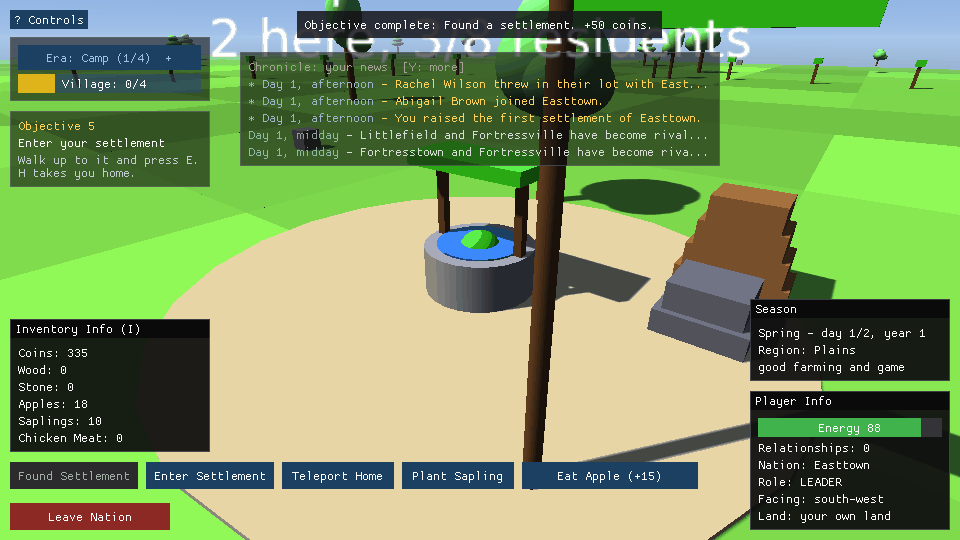 ? Controls
Objective complete: Found a settlement. +50 coins.
2 here, 3/8 residents
Era: Camp (1/4) +
Village: 0/4
Chronicle: your news [Y: more]
* Day 1, afternoon – Rachel Wilson threw in their lot with East...
* Day 1, afternoon – Abigail Brown joined Easttown.
* Day 1, afternoon – You raised the first settlement of Easttown.
Day 1, midday – Littlefield and Fortressville have become rival...
Day 1, midday – Fortresstown and Fortressville have become riva...
Objective 5
Enter your settlement
Walk up to it and press E.
H takes you home.
Inventory Info (I)
Coins: 335
Wood: 0
Stone: 0
Apples: 18
Saplings: 10
Chicken Meat: 0
Season
Spring – day 1/2, year 1
Region: Plains
good farming and game
Player Info
Energy 88
Relationships: 0
Nation: Easttown
Role: LEADER
Facing: south-west
Land: your own land
Found Settlement
Enter Settlement
Teleport Home
Plant Sapling
Eat Apple (+15)
Leave Nation